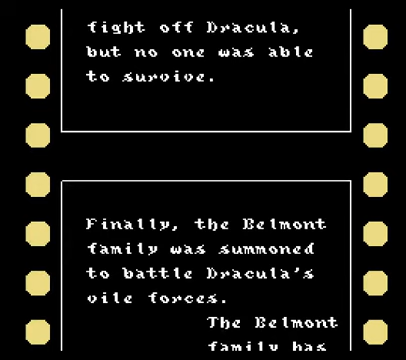 fight off Dracula,
but no one was able
to survive.
Finally, the Belmont
family was summoned
to battle Dracula's
vile forces.
The Belmont
family has